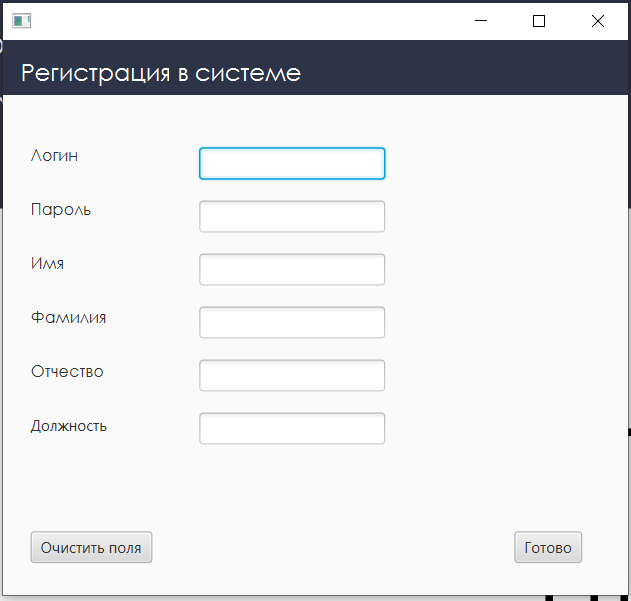 Регистрация в системе
Логин
Пароль
Имя
Фамилия
Отчество
Должность
Очистить поля
Готово